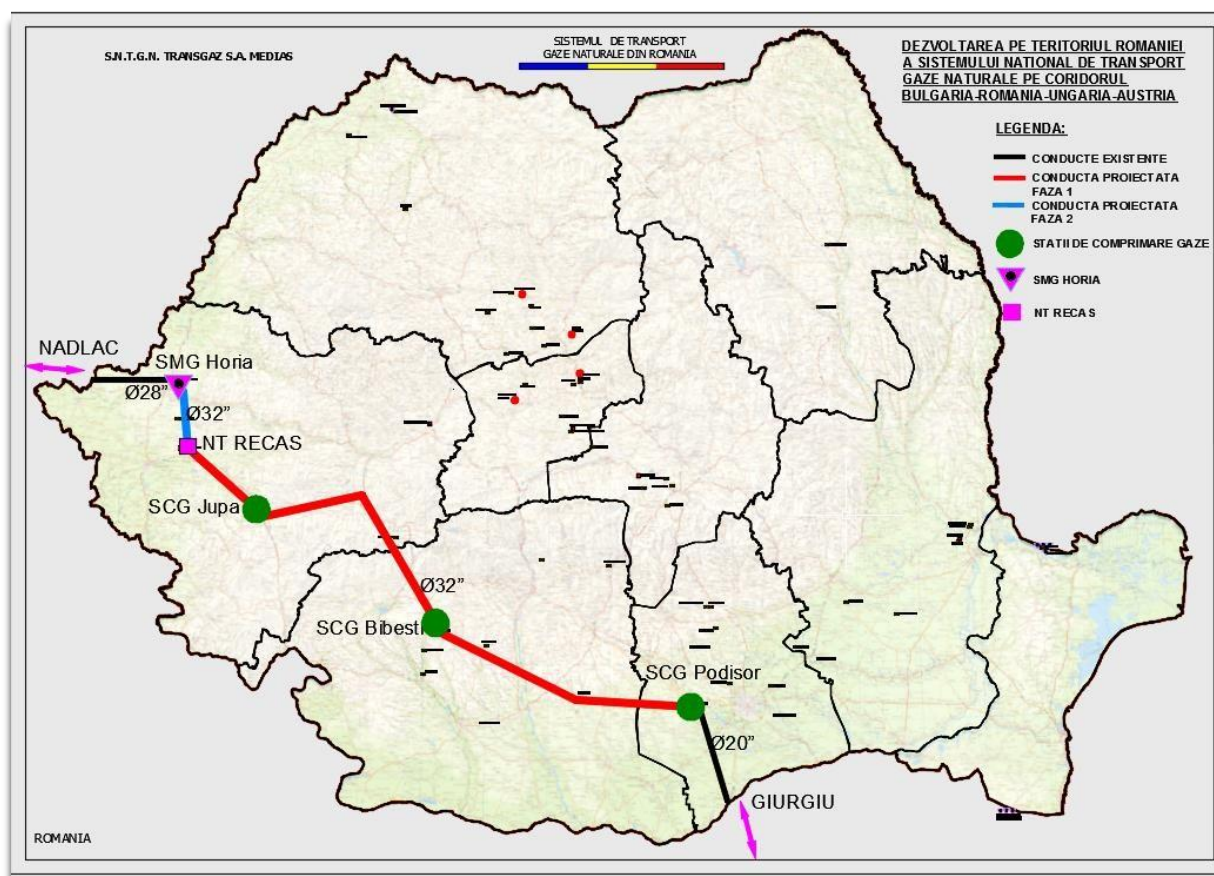 S.N.T.G.N. TRANSGAZ S.A. MEDIAS
SISTEMUL DE TRANSPORT
GAZE NATURALE DIN ROMANIA
DEZVOLTAREA PE TERITORIUL ROMANIEI
A SISTEMULUI NATIONAL DE TRANSPORT
GAZE NATURALE PE CORIDORUL
BULGARIA-ROMANIA-UNGARIA-AUSTRIA
LEGENDA:
CONDUCTE EXISTENTE
CONDUCTA PROIECTATA
FAZA 1
CONDUCTA PROIECTATA
FAZA 2
STATII DE COMPRIMARE GAZE
SMG HORIA
NT RECAS
NADLAC
SMG Horia
Ø28”
Ø32”
NT RECAS
SCG Jupa
Ø32”
SCG Bibesti
SCG Podisor
Ø20”
GIURGIU
ROMANIA